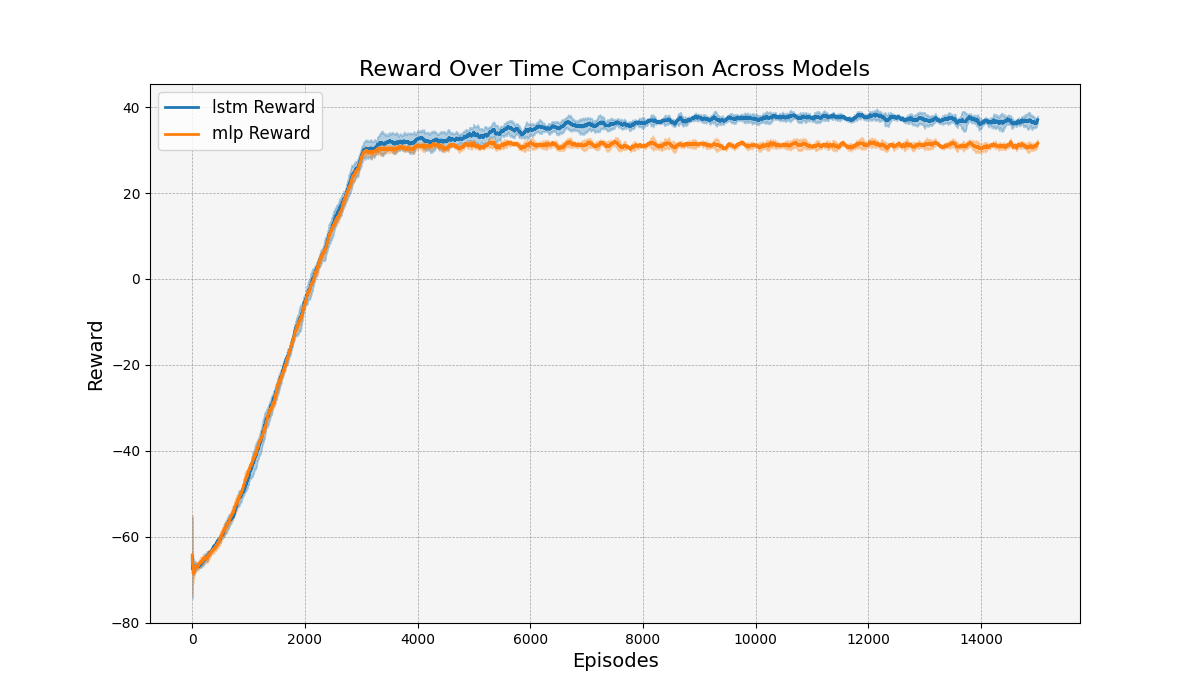 Reward Over Time Comparison Across Models
lstm Reward
mlp Reward
40
20
0
−20
−40
−60
−80
Reward
0 2000 4000 6000 8000 10000 12000 14000
Episodes